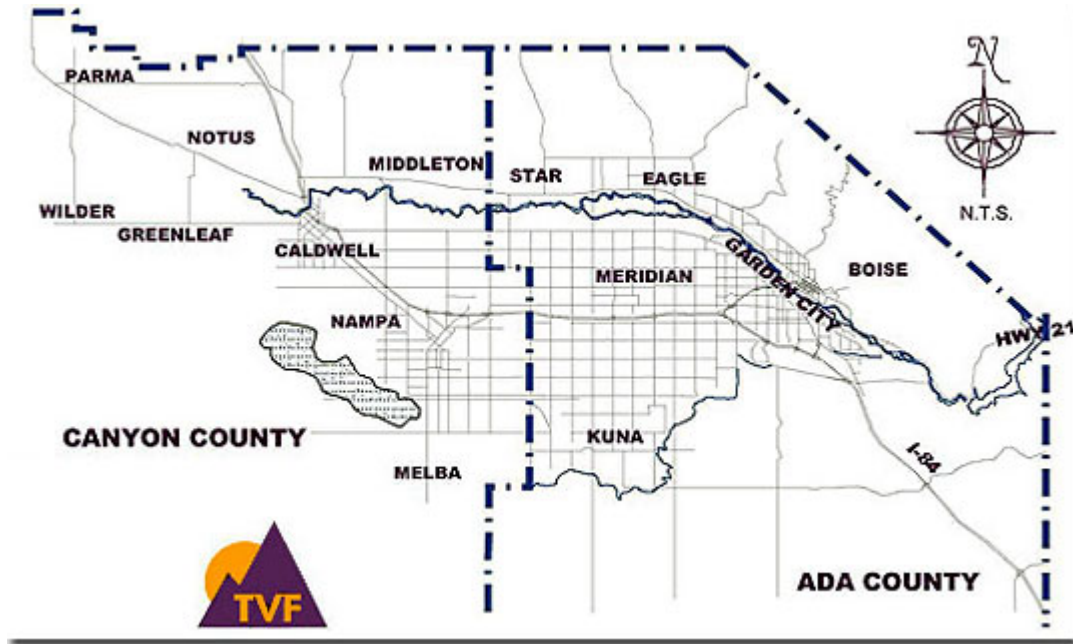 PARMA
N
NOTUS
MIDDLETON
STAR
EAGLE
WILDER
N.T.S.
GREENLEAF
CALDWELL
GARDEN CITY
BOISE
MERIDIAN
NAMPA
HWY 21
CANYON COUNTY
KUNA
I-84
MELBA
ADA COUNTY
TVF